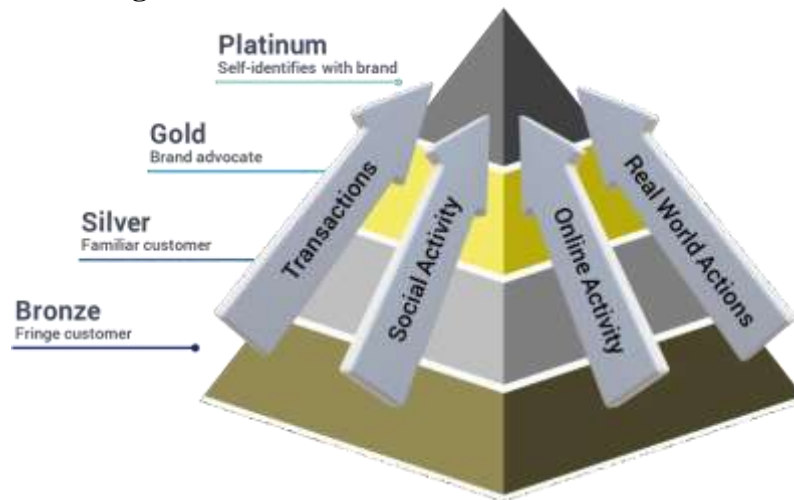 Platinum
Self-identifies with brand
Gold
Brand advocate
Silver
Familiar customer
Bronze
Fringe customer
Transactions
Social Activity
Online Activity
Real World Actions